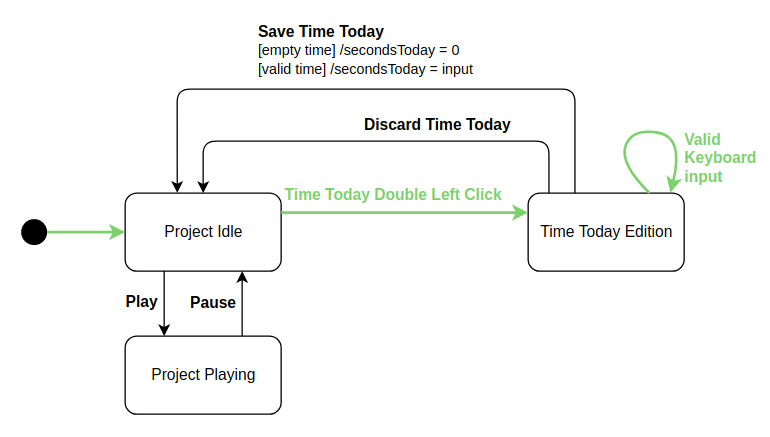 Save Time Today
[empty time] /secondsToday = 0
[valid time] /secondsToday = input
Discard Time Today
Valid
Keyboard
input
Time Today Double Left Click
Project Idle
Time Today Edition
Play
Pause
Project Playing